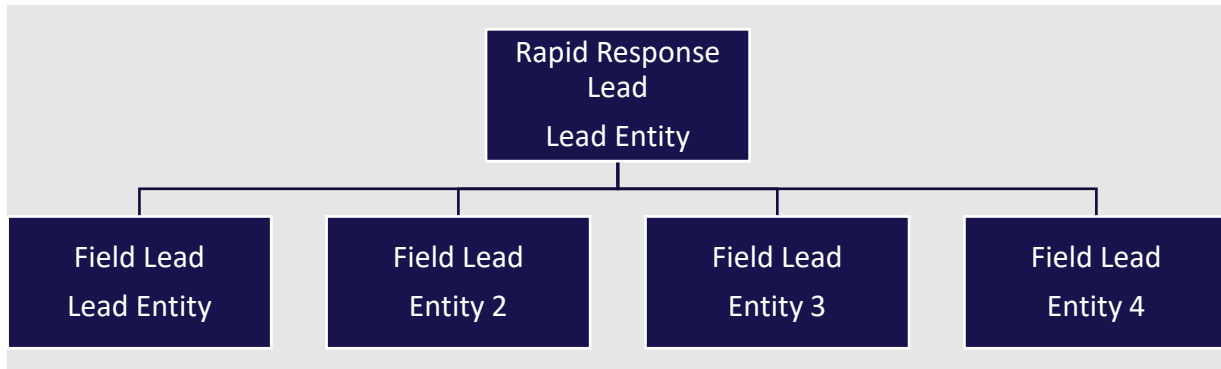 Rapid Response
Lead
Lead Entity
Field Lead
Lead Entity
Field Lead
Entity 2
Field Lead
Entity 3
Field Lead
Entity 4